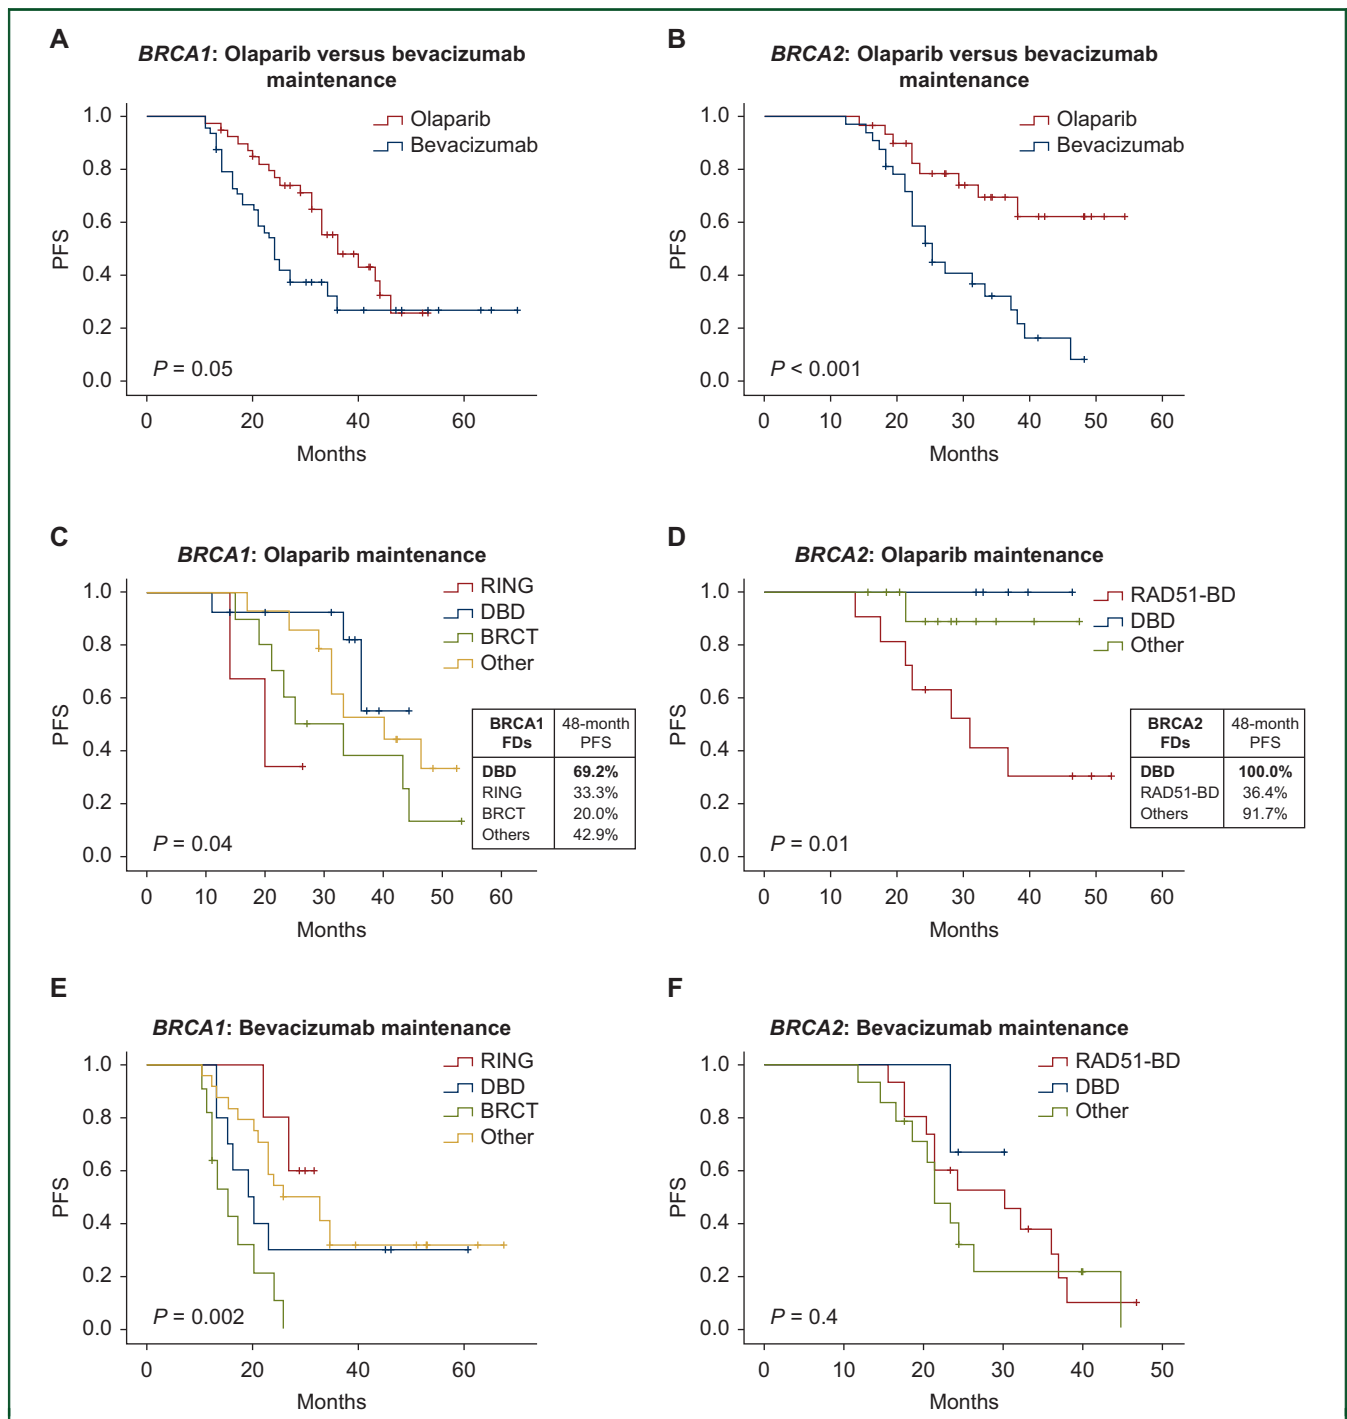 A
BRCA1: Olaparib versus bevacizumab
maintenance
Olaparib
Bevacizumab
1.0
0.8
0.6
0.4
0.2
0.0
PFS
P = 0.05
0 20 40 60
Months
B
BRCA2: Olaparib versus bevacizumab
maintenance
Olaparib
Bevacizumab
1.0
0.8
0.6
0.4
0.2
0.0
PFS
P < 0.001
0 10 20 30 40 50 60
Months
C
BRCA1: Olaparib maintenance
RING
DBD
BRCT
Other
1.0
0.8
0.6
0.4
0.2
0.0
PFS
BRCA1 FDs 48-month PFS
DBD 69.2%
RING 33.3%
BRCT 20.0%
Others 42.9%
P = 0.04
0 10 20 30 40 50 60
Months
D
BRCA2: Olaparib maintenance
RAD51-BD
DBD
Other
1.0
0.8
0.6
0.4
0.2
0.0
PFS
BRCA2 FDs 48-month PFS
DBD 100.0%
RAD51-BD 36.4%
Others 91.7%
P = 0.01
0 10 20 30 40 50 60
Months
E
BRCA1: Bevacizumab maintenance
RING
DBD
BRCT
Other
1.0
0.8
0.6
0.4
0.2
0.0
PFS
P = 0.002
0 20 40 60
Months
F
BRCA2: Bevacizumab maintenance
RAD51-BD
DBD
Other
1.0
0.8
0.6
0.4
0.2
0.0
PFS
P = 0.4
0 10 20 30 40 50
Months